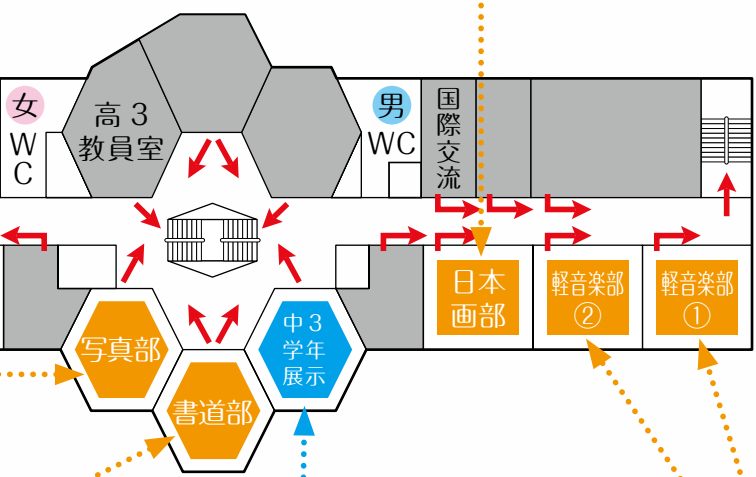 女
WC
高3
教員室
男
WC
国際交流
日本
画部
軽音楽部
②
軽音楽部
①
写真部
書道部
中3
学年
展示